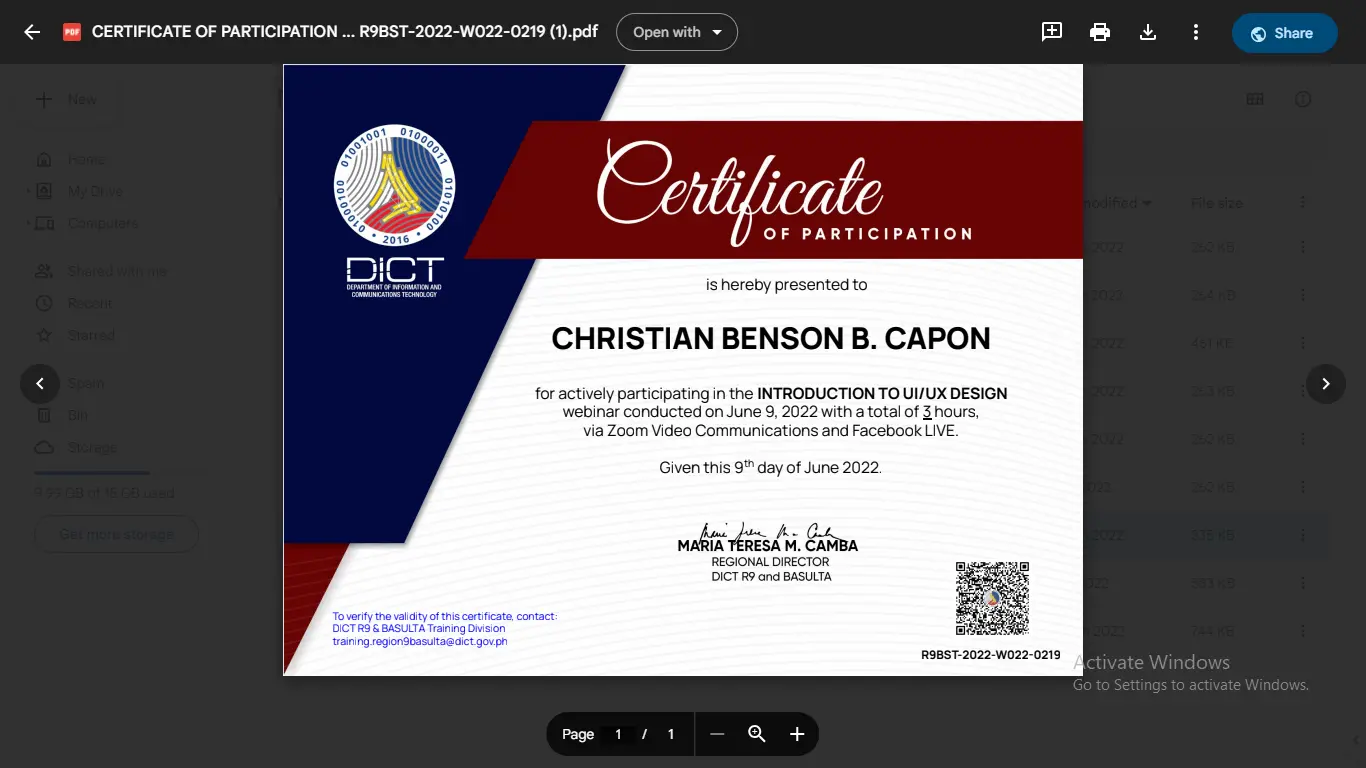 CERTIFICATE OF PARTICIPATION ... R9BST-2022-W022-0219 (1).pdf
Open with
Share
New
Home
My Drive
Computers
Shared with me
Recent
Starred
Spam
Bin
Storage
9.99 GB of 15 GB used
Get more storage
modified
File size
01000100 01001001 01000011 01010100
• 2016 •
DICT
DEPARTMENT OF INFORMATION AND
COMMUNICATIONS TECHNOLOGY
Certificate
OF PARTICIPATION
is hereby presented to
CHRISTIAN BENSON B. CAPON
for actively participating in the INTRODUCTION TO UI/UX DESIGN
webinar conducted on June 9, 2022 with a total of 3 hours,
via Zoom Video Communications and Facebook LIVE.
Given this 9th day of June 2022.
MARIA TERESA M. CAMBA
REGIONAL DIRECTOR
DICT R9 and BASULTA
To verify the validity of this certificate, contact:
DICT R9 & BASULTA Training Division
training.region9basulta@dict.gov.ph
R9BST-2022-W022-0219
Activate Windows
Go to Settings to activate Windows.
Page 1 / 1